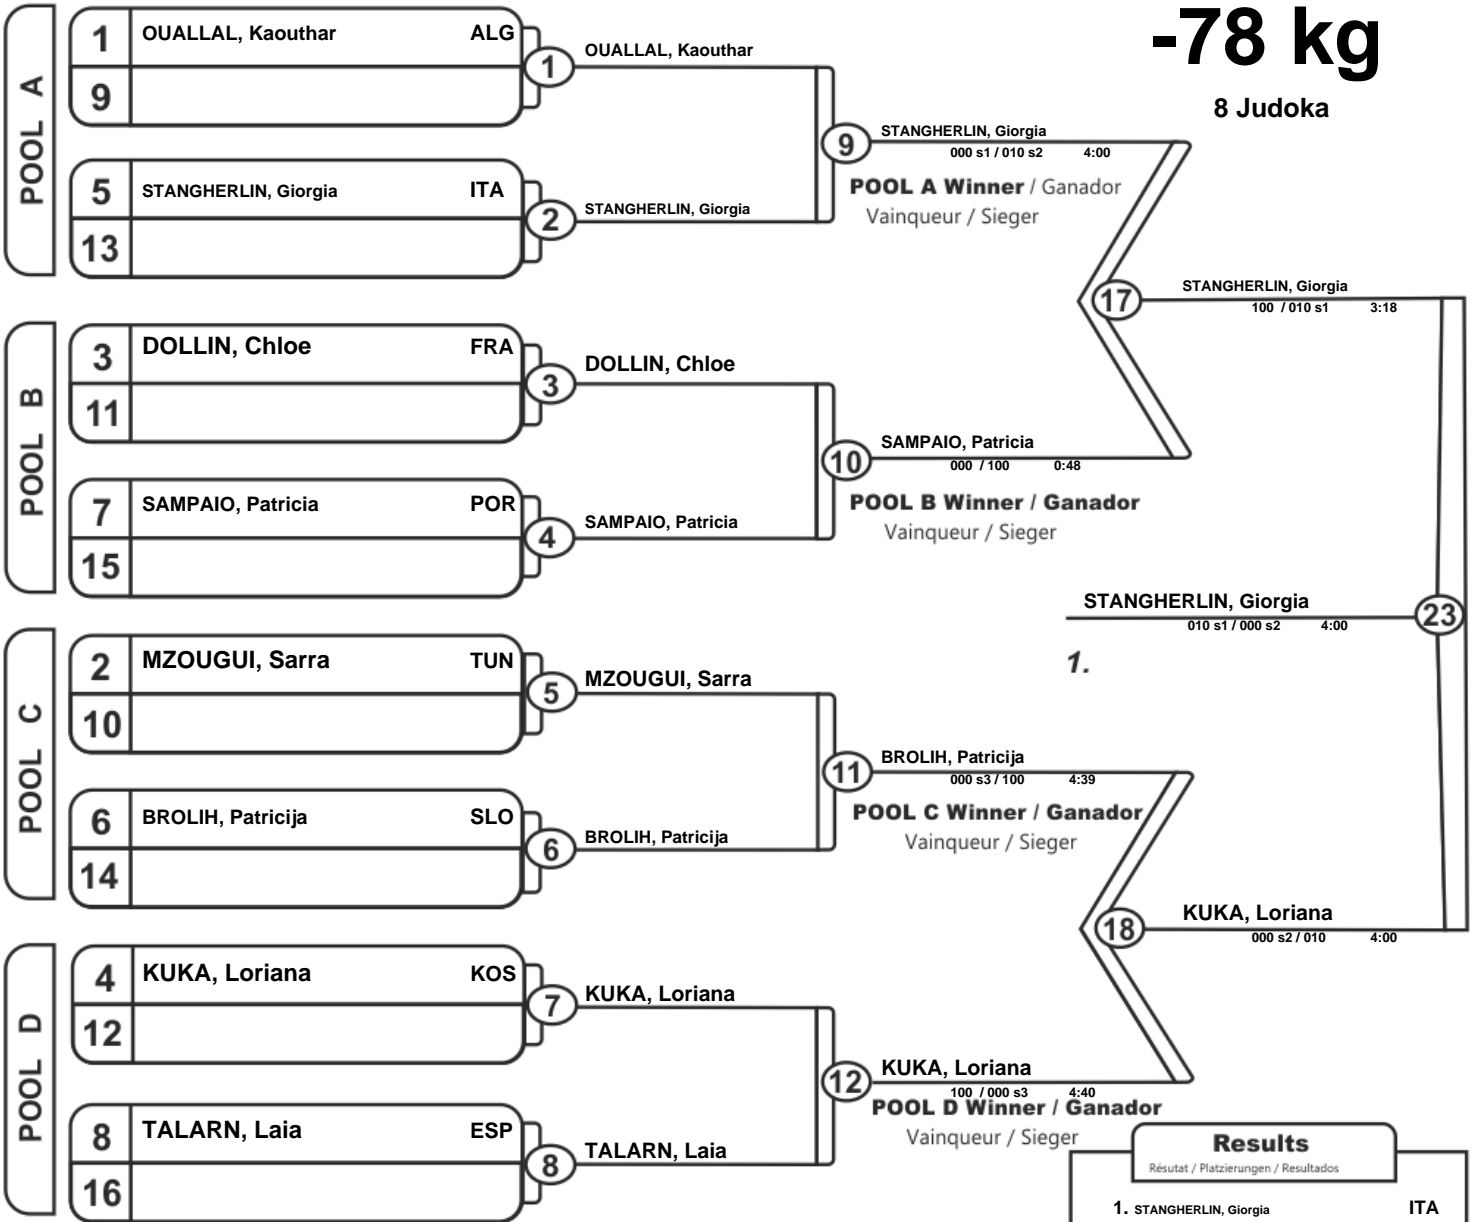 -78 kg
8 Judoka
POOL A
1 OUALLAL, Kaouthar ALG
9
5 STANGHERLIN, Giorgia ITA
13
1
OUALLAL, Kaouthar
2
STANGHERLIN, Giorgia
9
STANGHERLIN, Giorgia
000 s1 / 010 s2 4:00
POOL A Winner / Ganador
Vainqueur / Sieger
POOL B
3 DOLLIN, Chloe FRA
11
7 SAMPAIO, Patricia POR
15
3
DOLLIN, Chloe
4
SAMPAIO, Patricia
10
SAMPAIO, Patricia
000 / 100 0:48
POOL B Winner / Ganador
Vainqueur / Sieger
17
STANGHERLIN, Giorgia
100 / 010 s1 3:18
STANGHERLIN, Giorgia
010 s1 / 000 s2 4:00
23
1.
POOL C
2 MZOUGUI, Sarra TUN
10
6 BROLIH, Patricija SLO
14
5
MZOUGUI, Sarra
6
BROLIH, Patricija
11
BROLIH, Patricija
000 s3 / 100 4:39
POOL C Winner / Ganador
Vainqueur / Sieger
18
KUKA, Loriana
000 s2 / 010 4:00
POOL D
4 KUKA, Loriana KOS
12
8 TALARN, Laia ESP
16
7
KUKA, Loriana
8
TALARN, Laia
12
KUKA, Loriana
100 / 000 s3 4:40
POOL D Winner / Ganador
Vainqueur / Sieger
Results
Résutat / Platzierungen / Resultados
1. STANGHERLIN, Giorgia ITA